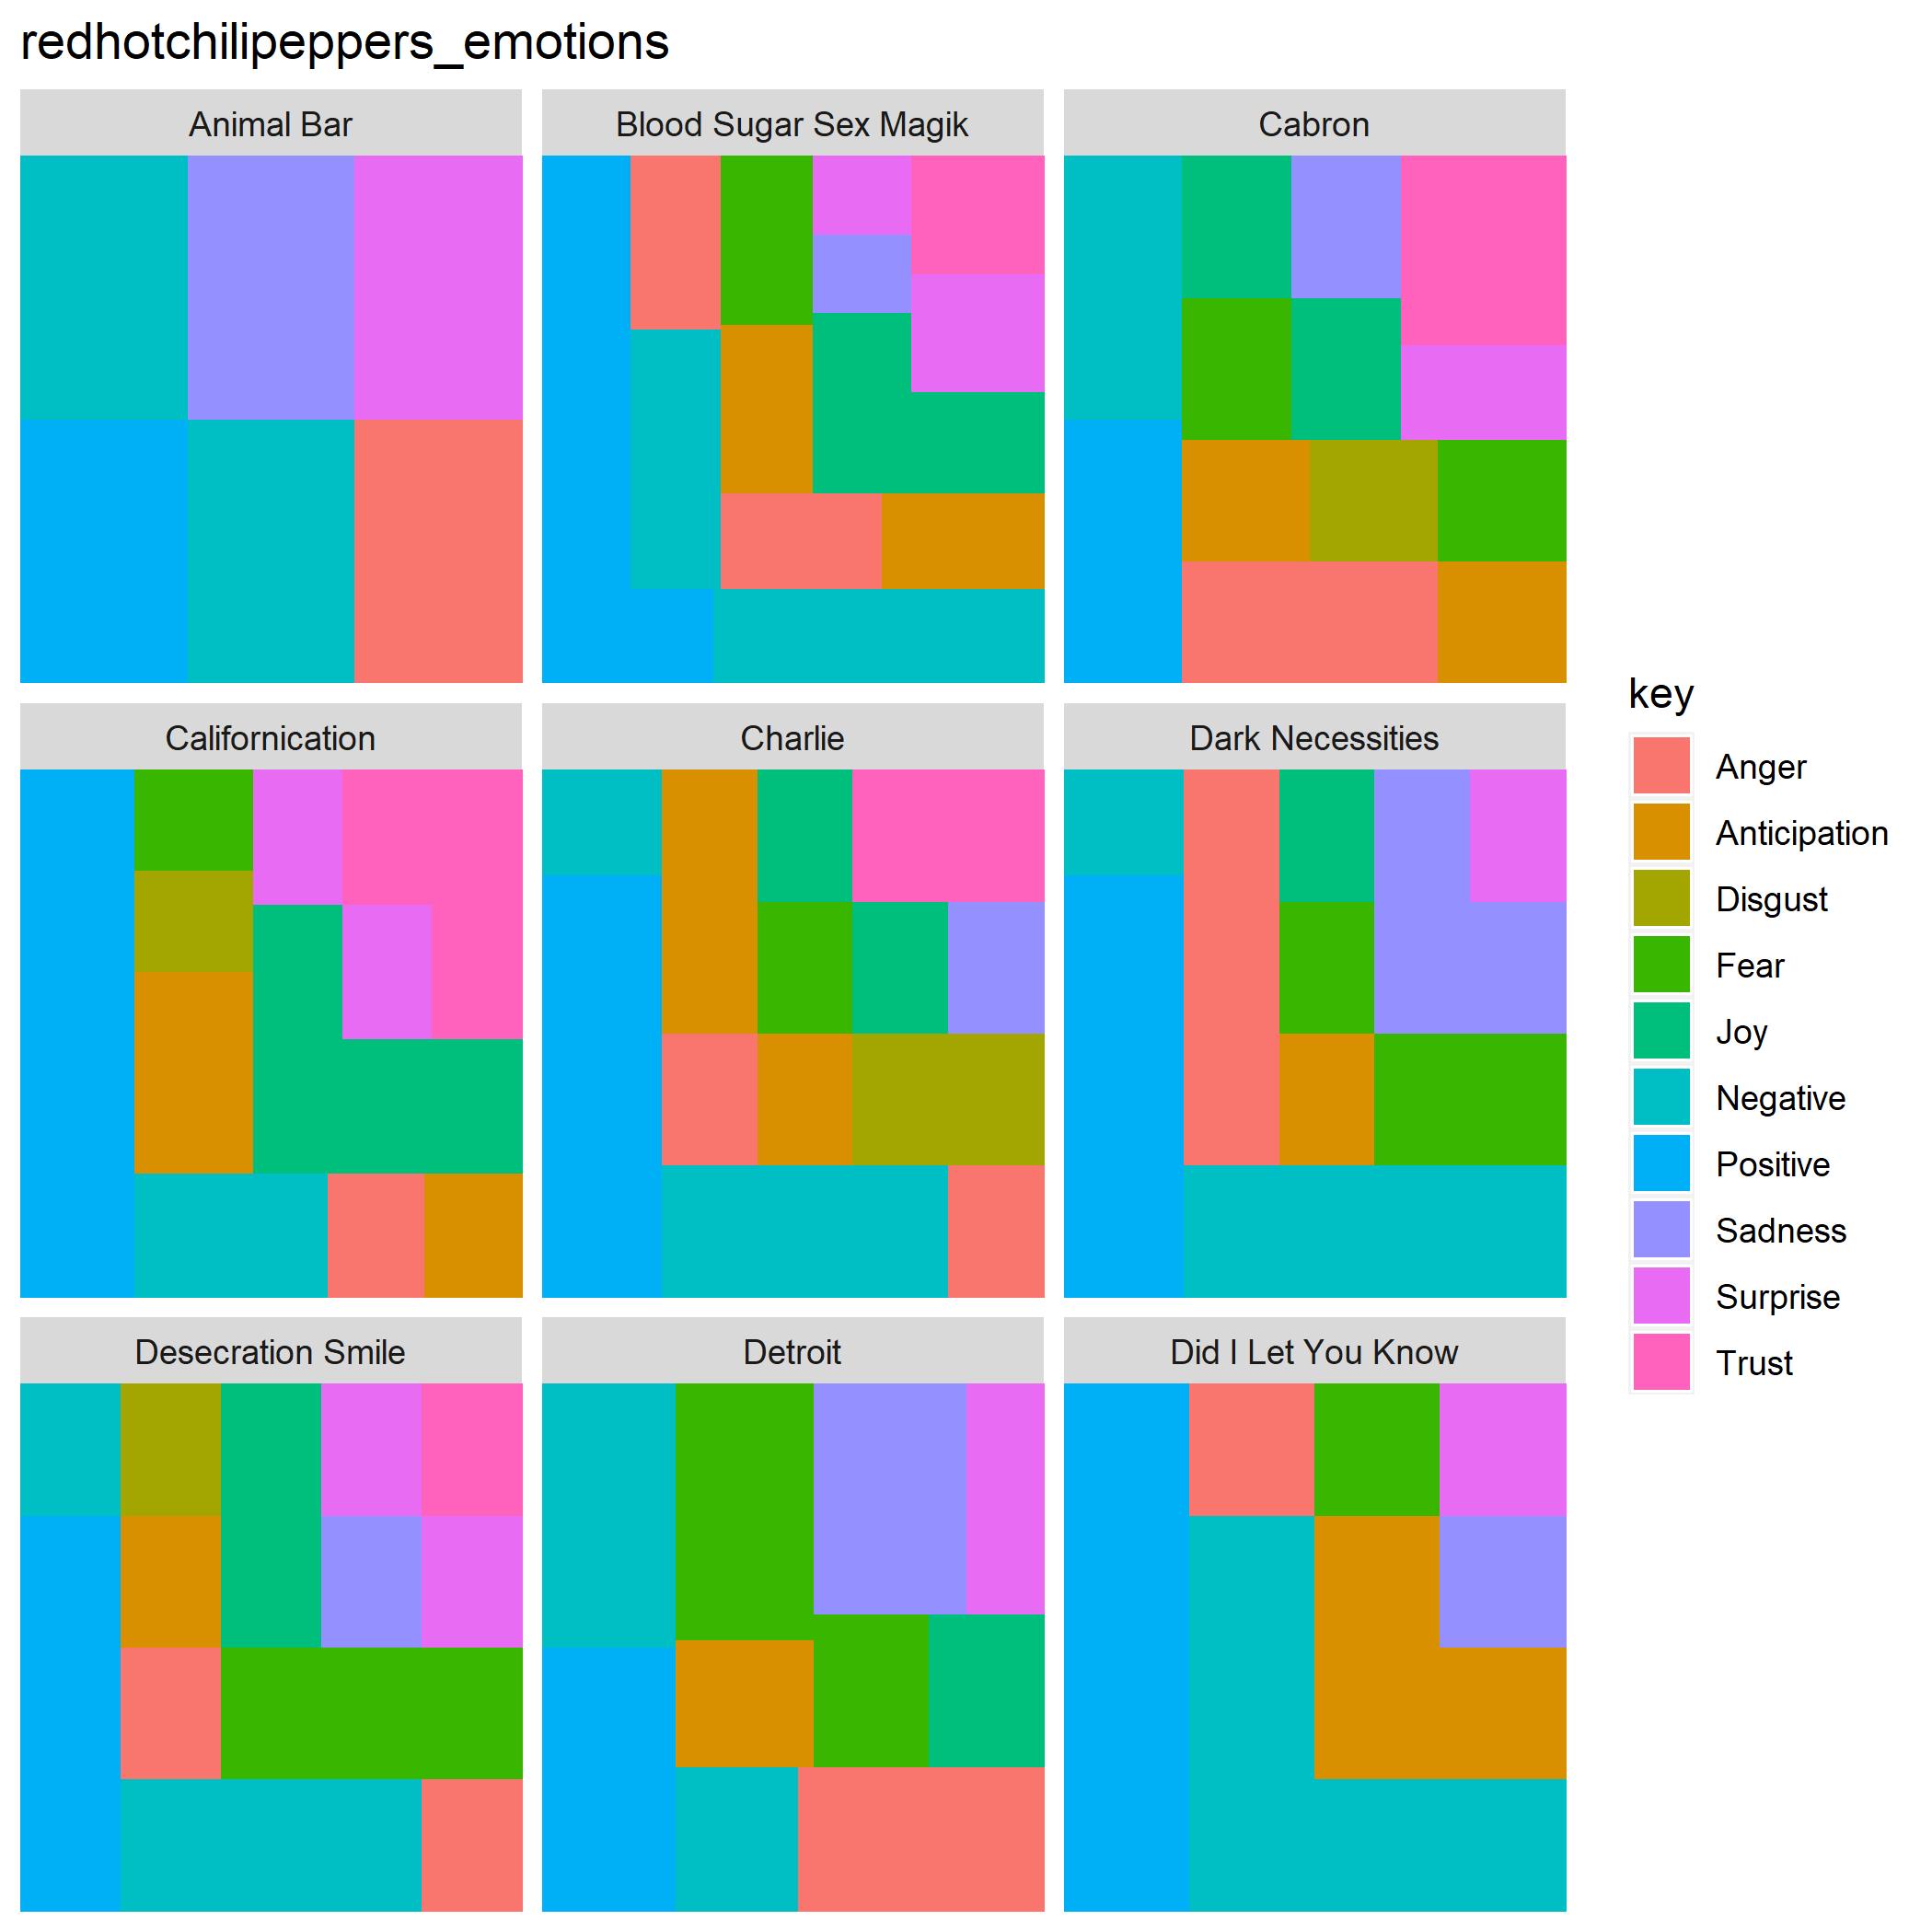 redhotchilipeppers_emotions
Animal Bar
Blood Sugar Sex Magik
Cabron
Californication
Charlie
Dark Necessities
Desecration Smile
Detroit
Did I Let You Know
key
Anger
Anticipation
Disgust
Fear
Joy
Negative
Positive
Sadness
Surprise
Trust